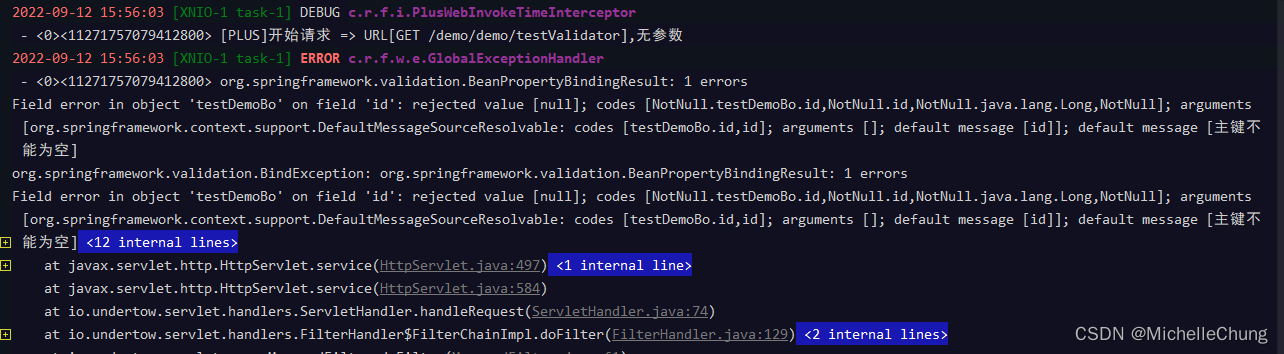 2022-09-12 15:56:03 [XNIO-1 task-1] DEBUG c.r.f.i.PlusWebInvokeTimeInterceptor
- <0><11271757079412800> [PLUS]开始请求 => URL[GET /demo/demo/testValidator],无参数
2022-09-12 15:56:03 [XNIO-1 task-1] ERROR c.r.f.w.e.GlobalExceptionHandler
- <0><11271757079412800> org.springframework.validation.BeanPropertyBindingResult: 1 errors
Field error in object 'testDemoBo' on field 'id': rejected value [null]; codes [NotNull.testDemoBo.id,NotNull.id,NotNull.java.lang.Long,NotNull]; arguments
[org.springframework.context.support.DefaultMessageSourceResolvable: codes [testDemoBo.id,id]; arguments []; default message [id]]; default message [主键不
能为空]
org.springframework.validation.BindException: org.springframework.validation.BeanPropertyBindingResult: 1 errors
Field error in object 'testDemoBo' on field 'id': rejected value [null]; codes [NotNull.testDemoBo.id,NotNull.id,NotNull.java.lang.Long,NotNull]; arguments
[org.springframework.context.support.DefaultMessageSourceResolvable: codes [testDemoBo.id,id]; arguments []; default message [id]]; default message [主键不
能为空] <12 internal lines>
at javax.servlet.http.HttpServlet.service(HttpServlet.java:497) <1 internal line>
at javax.servlet.http.HttpServlet.service(HttpServlet.java:584)
at io.undertow.servlet.handlers.ServletHandler.handleRequest(ServletHandler.java:74)
at io.undertow.servlet.handlers.FilterHandler$FilterChainImpl.doFilter(FilterHandler.java:129) <2 internal lines>
CSDN @MichelleChung